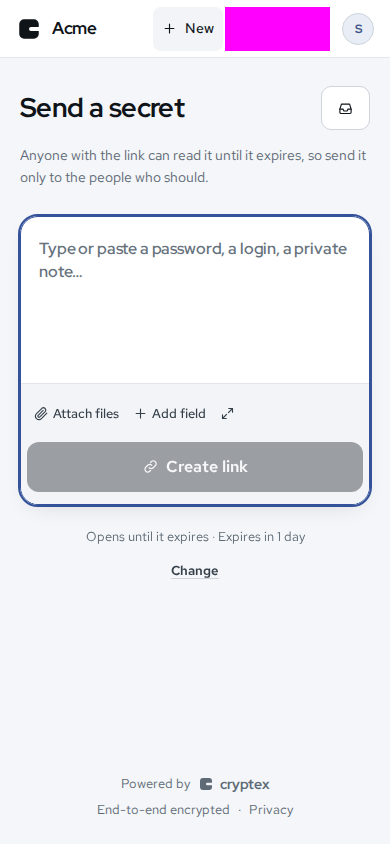 Acme
New
S
Send a secret
Anyone with the link can read it until it expires, so send it
only to the people who should.
Type or paste a password, a login, a private
note...
Attach files
Add field
Create link
Opens until it expires · Expires in 1 day
Change
Powered by cryptex
End-to-end encrypted · Privacy